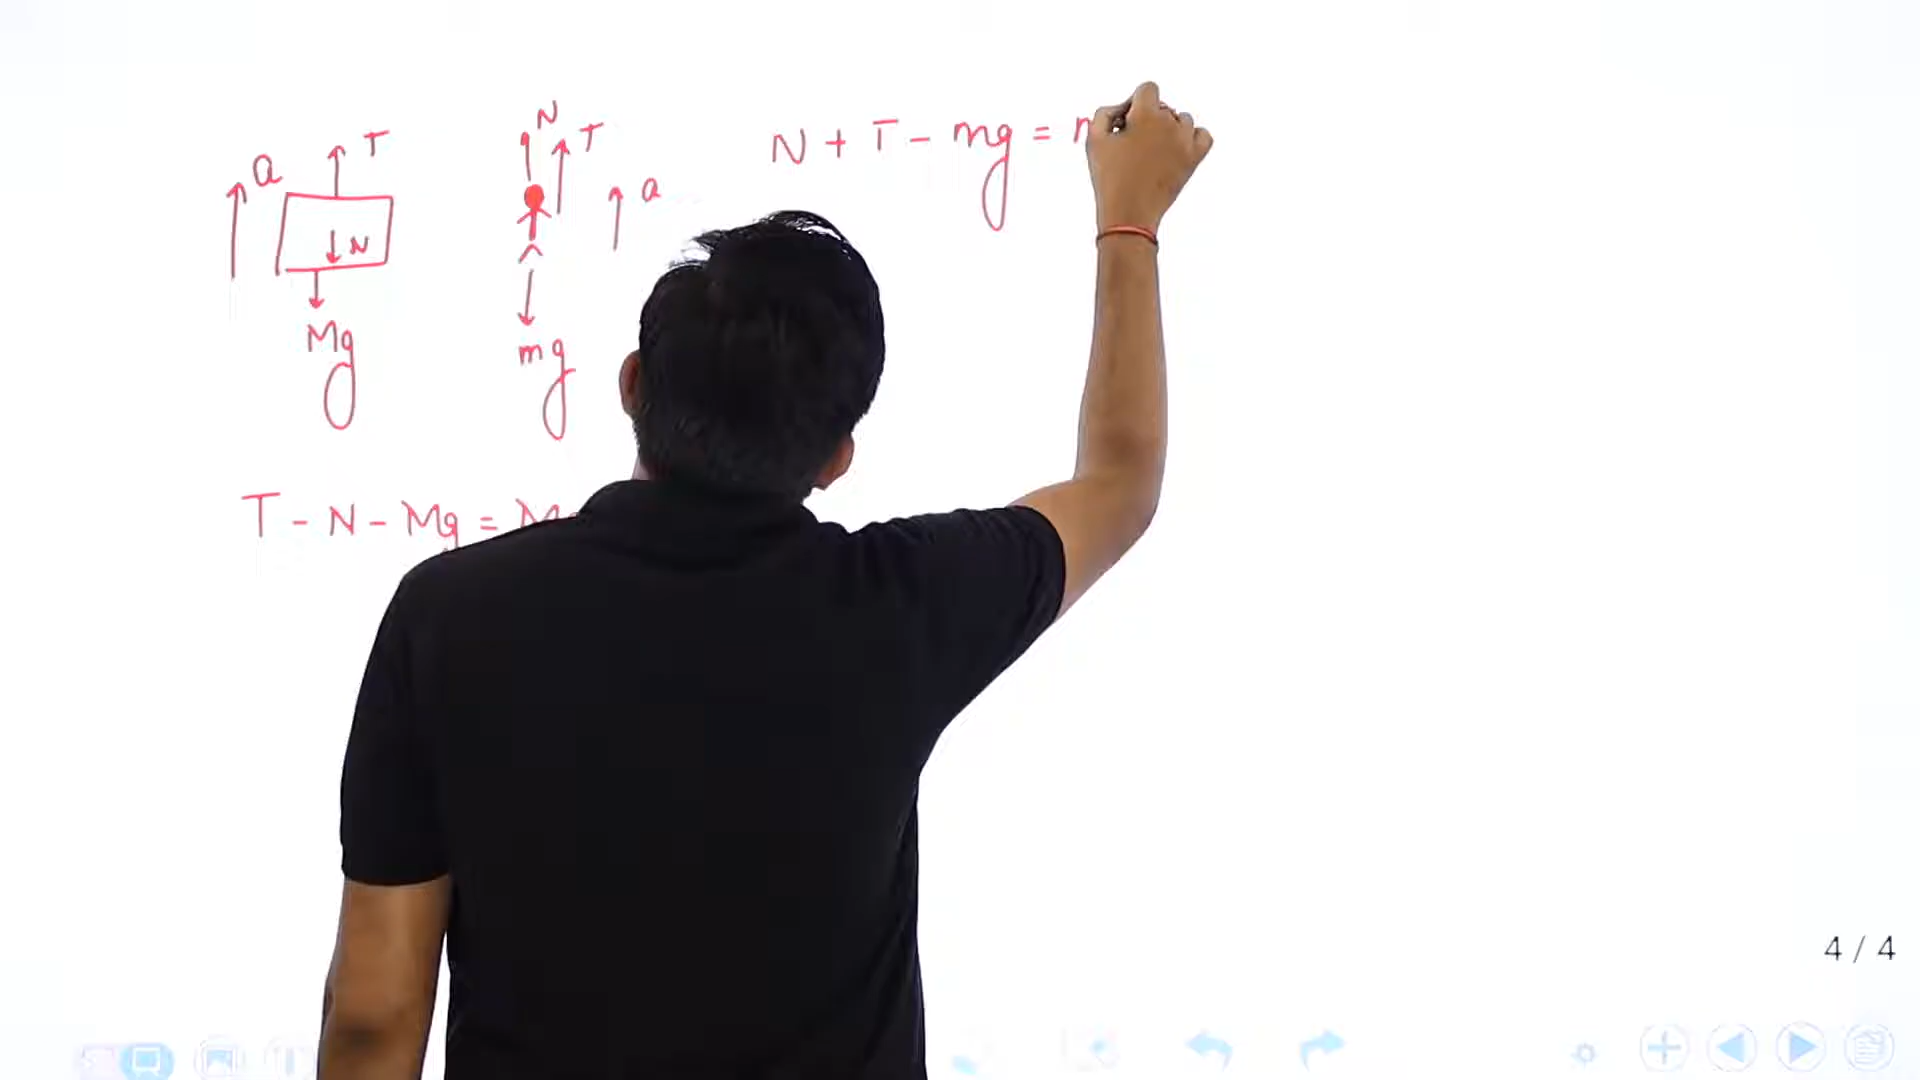 N
T
T
a
a
N
Mg
mg
N + T - mg =
T - N - Mg =
4 / 4